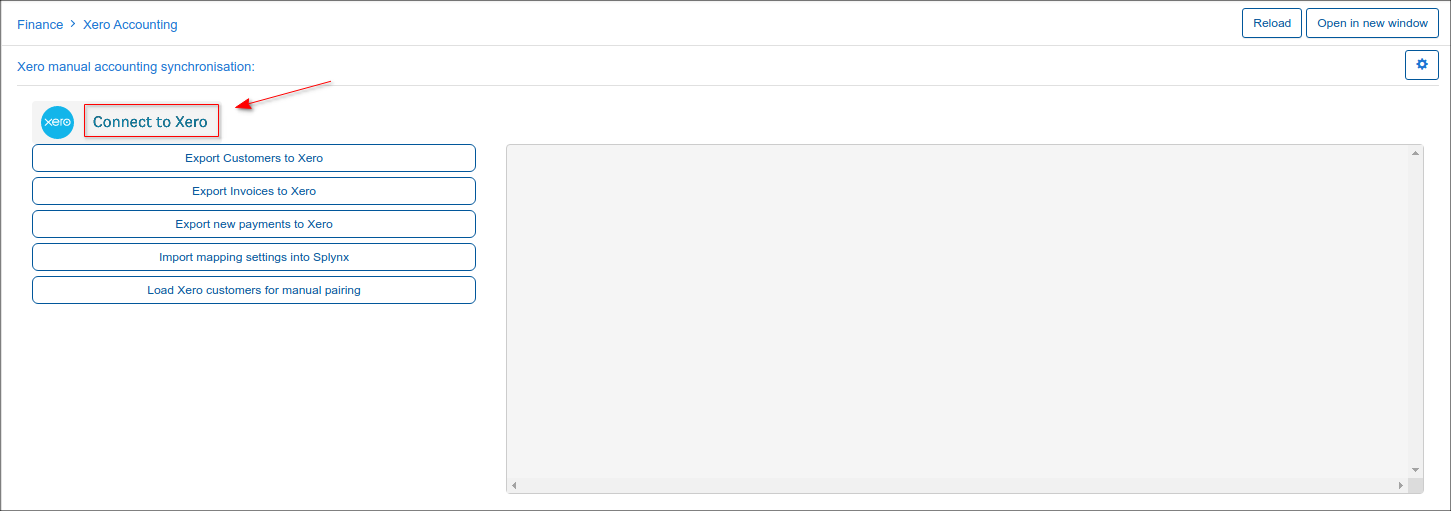 Finance > Xero Accounting
Reload
Open in new window
Xero manual accounting synchronisation:
xero
Connect to Xero
Export Customers to Xero
Export Invoices to Xero
Export new payments to Xero
Import mapping settings into Splynx
Load Xero customers for manual pairing